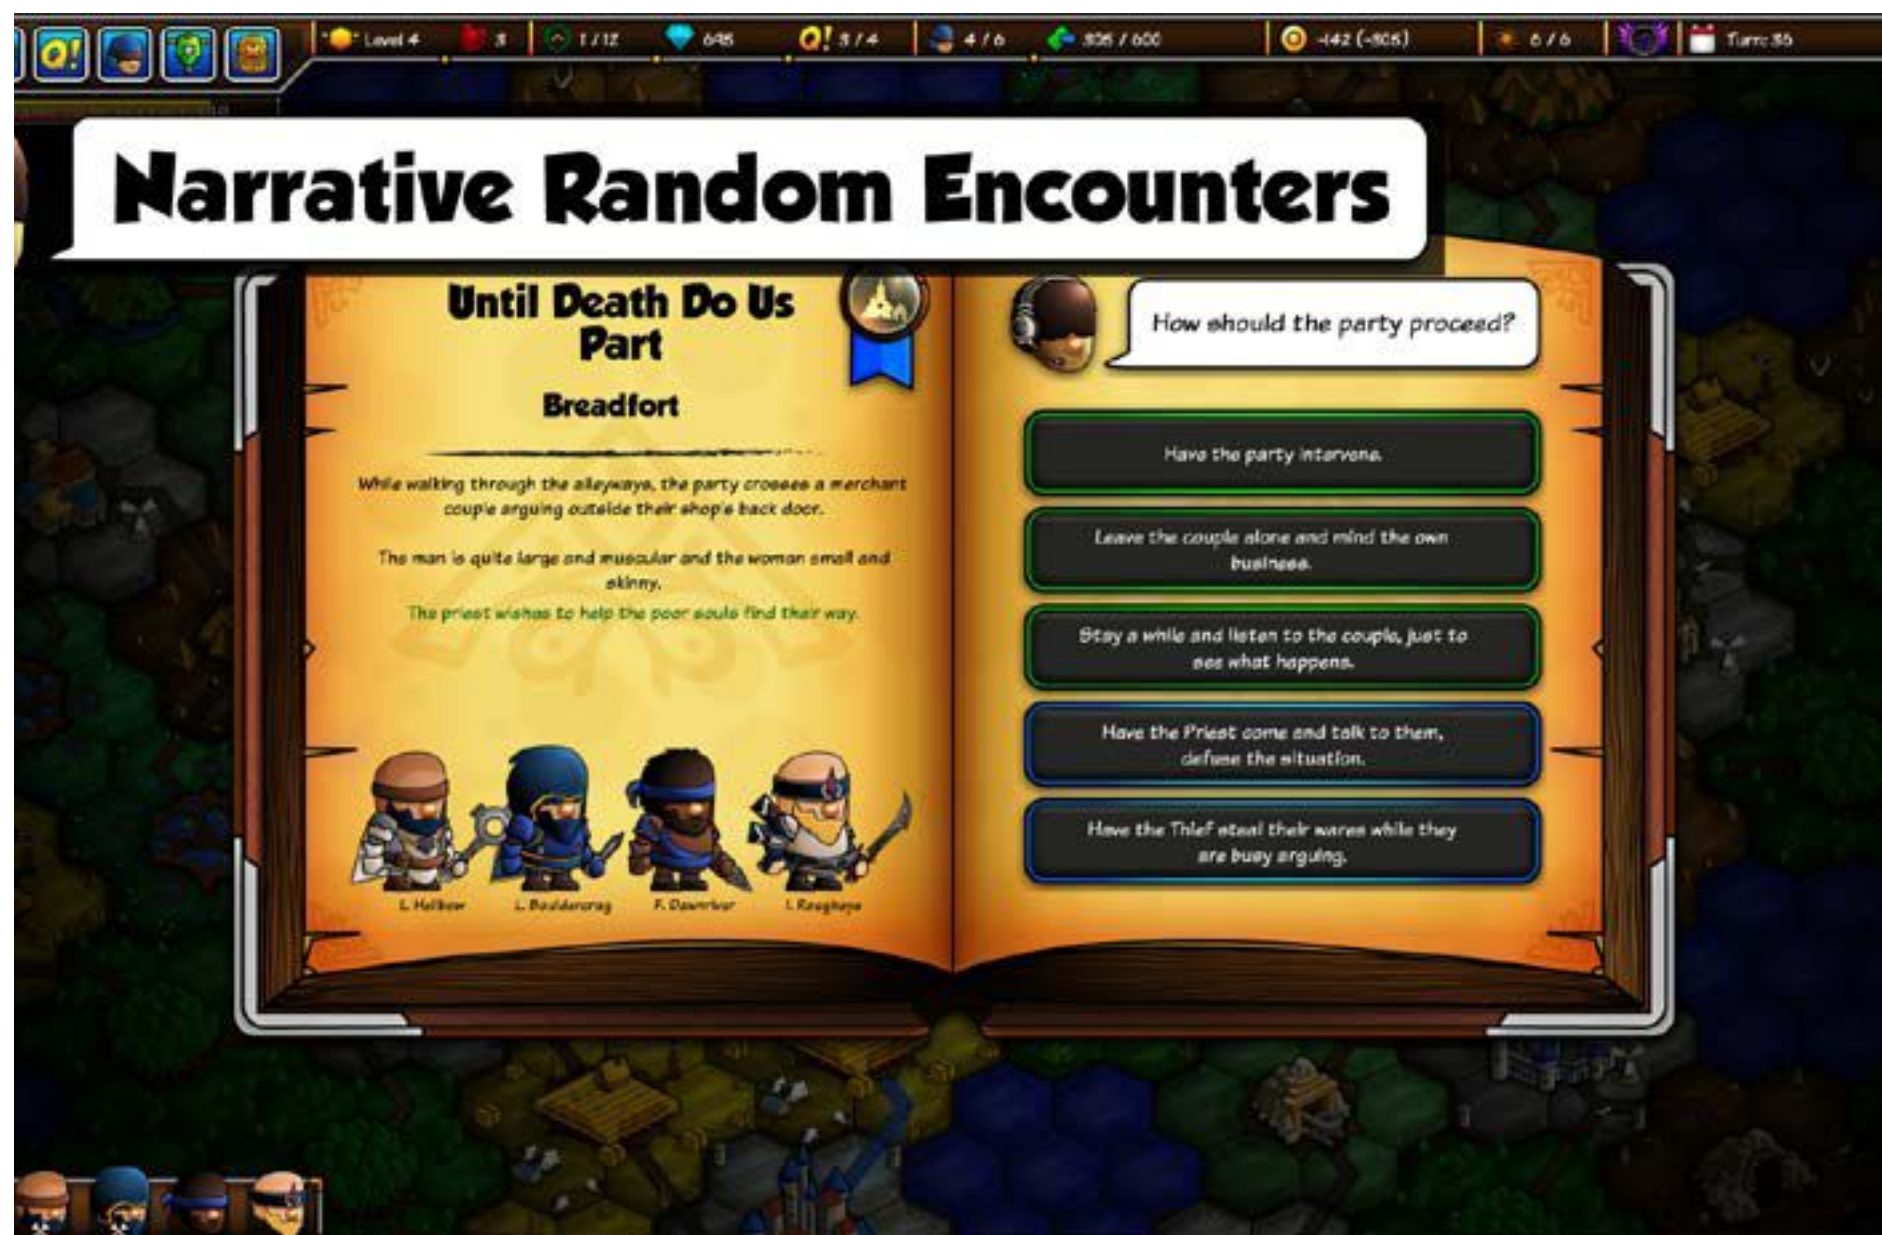 Q!
Level 4
3
1 / 12
695
Q! 3 / 4
4 / 6
/ 600
-142
6 / 6
Narrative Random Encounters
Until Death Do Us
Part
Breadfort
While walking through the alleyways, the party crosses a merchant
couple arguing outside their shop's back door.
The man is quite large and muscular and the woman small and
skinny.
The priest wishes to help the poor souls find their way.
L. Bouldercrag
How should the party proceed?
Have the party intervene.
Leave the couple alone and mind the own
business.
Stay a while and listen to the couple, just to
see what happens.
Have the Priest come and talk to them,
defuse the situation.
Have the Thief steal their wares while they
are busy arguing.